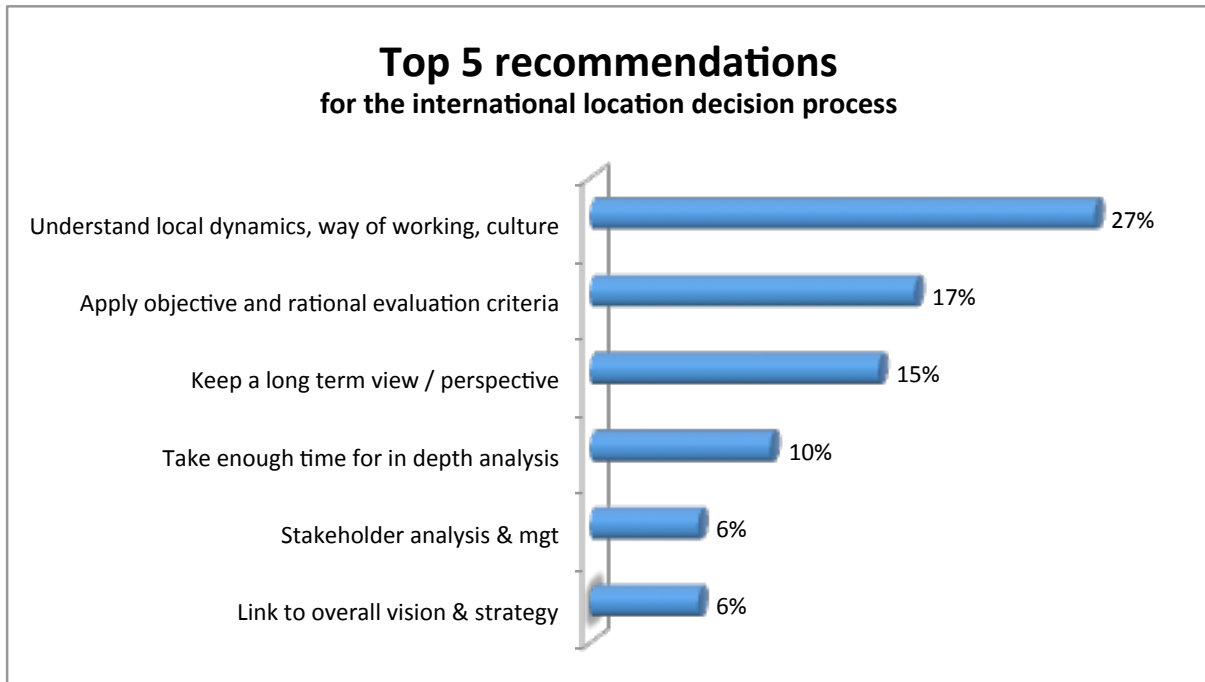 Top 5 recommendations
for the international location decision process
Understand local dynamics, way of working, culture
27%
Apply objective and rational evaluation criteria
17%
Keep a long term view / perspective
15%
Take enough time for in depth analysis
10%
Stakeholder analysis & mgt
6%
Link to overall vision & strategy
6%